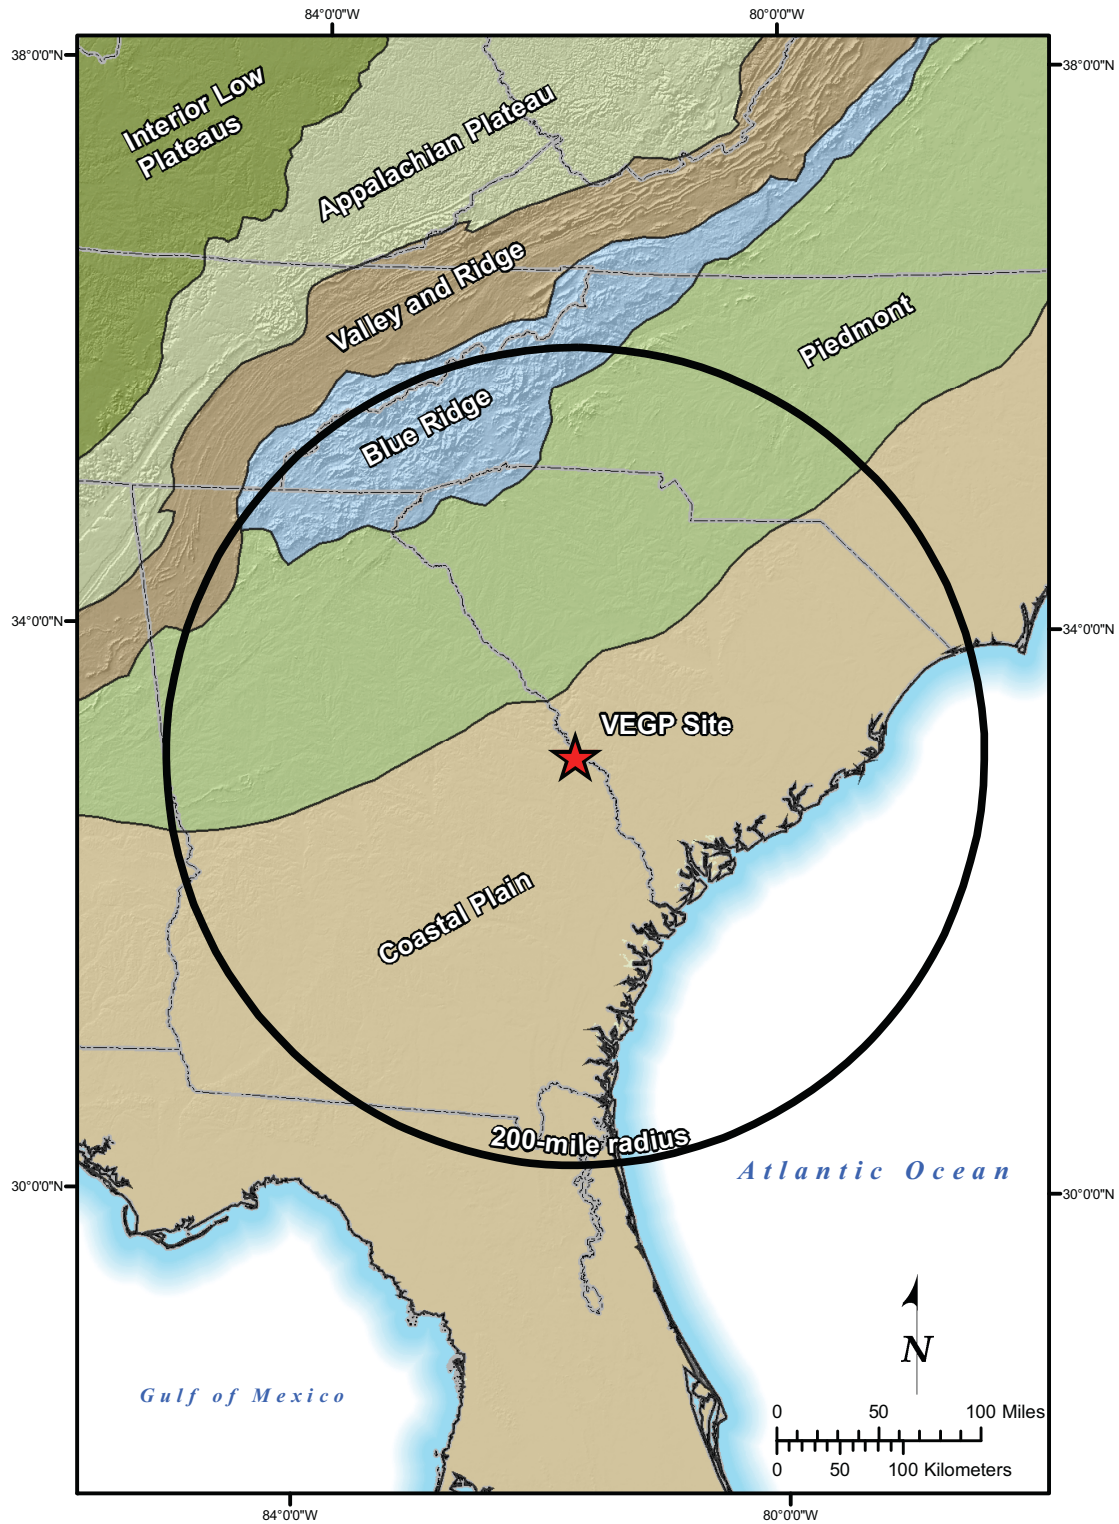 84°0'0"W
80°0'0"W
38°0'0"N
38°0'0"N
Interior Low
Plateaus
Appalachian Plateau
Valley and Ridge
Piedmont
Blue Ridge
34°0'0"N
34°0'0"N
VEGP Site
Coastal Plain
200-mile radius
Atlantic Ocean
30°0'0"N
30°0'0"N
N
Gulf of Mexico
0 50 100 Miles
0 50 100 Kilometers
84°0'0"W
80°0'0"W